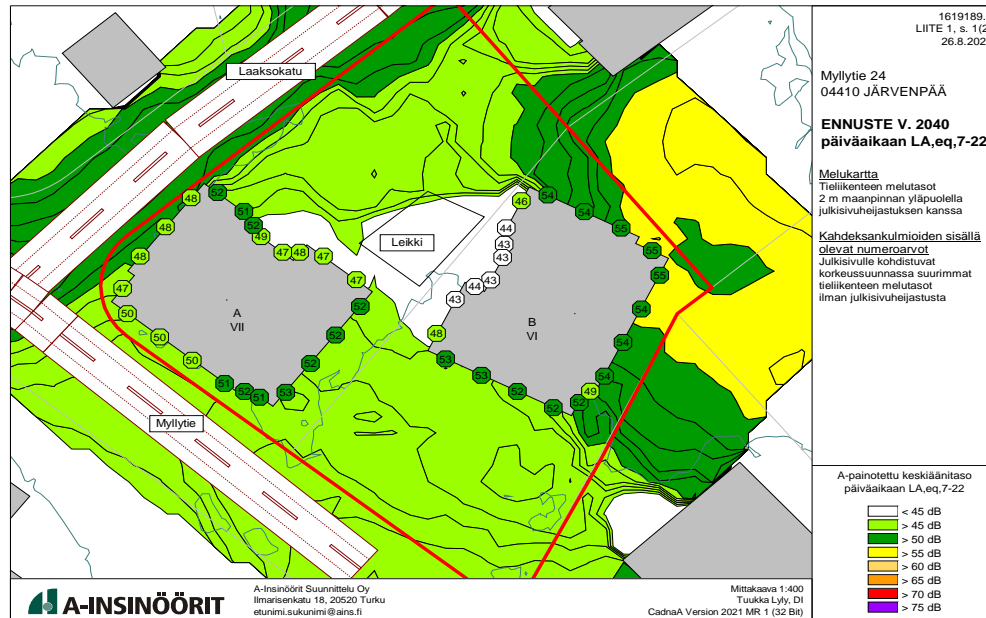 1619189.
LIITE 1, s. 1(2
26.8.202
Myllytie 24
04410 JÄRVENPÄÄ
ENNUSTE V. 2040
päiväaikaan LA,eq,7-22
Melukartta
Tieliikenteen melutasot
2 m maanpinnan yläpuolella
julkisivuheijastuksen kanssa
Kahdeksankulmioiden sisällä
olevat numeroarvot
Julkisivulle kohdistuvat
korkeussuunnassa suurimmat
tieliikenteen melutasot
ilman julkisivuheijastusta
Laaksokatu
Leikki
Myllytie
A
VII
B
VI
48
52
51
52
49
47
48
47
47
52
52
52
53
51
52
51
50
50
50
47
48
48
46
54
54
55
55
55
54
54
54
49
52
53
52
53
53
48
43
44
43
43
43
44
A-painotettu keskiäänitaso
päiväaikaan LA,eq,7-22
< 45 dB
> 45 dB
> 50 dB
> 55 dB
> 60 dB
> 65 dB
> 70 dB
> 75 dB
A-INSINÖÖRIT
A-Insinöörit Suunnittelu Oy
Ilmarisenkatu 18, 20520 Turku
etunimi.sukunimi@ains.fi
Mittakaava 1:400
Tuukka Lyly, DI
CadnaA Version 2021 MR 1 (32 Bit)